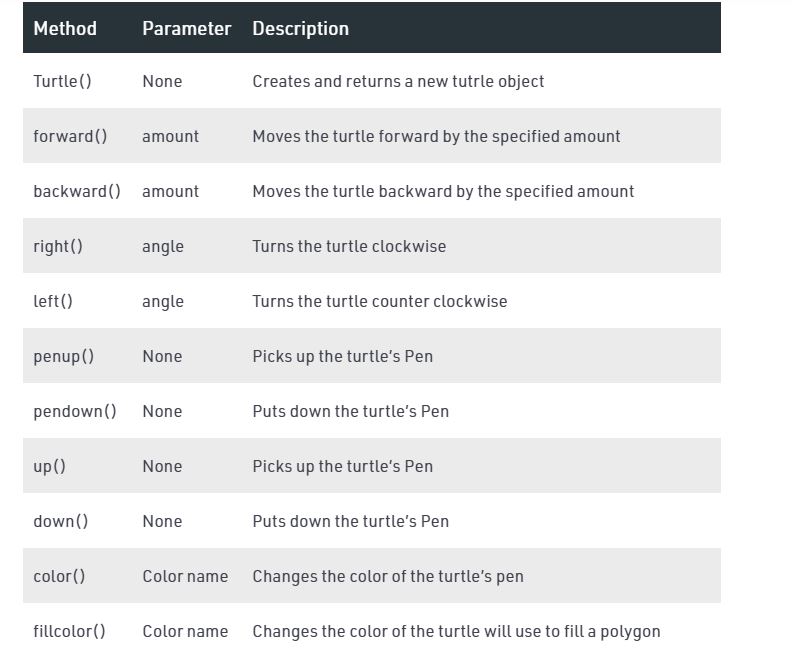 Method Parameter Description
Turtle() None Creates and returns a new tutrle object
forward() amount Moves the turtle forward by the specified amount
backward() amount Moves the turtle backward by the specified amount
right() angle Turns the turtle clockwise
left() angle Turns the turtle counter clockwise
penup() None Picks up the turtle’s Pen
pendown() None Puts down the turtle’s Pen
up() None Picks up the turtle’s Pen
down() None Puts down the turtle’s Pen
color() Color name Changes the color of the turtle’s pen
fillcolor() Color name Changes the color of the turtle will use to fill a polygon